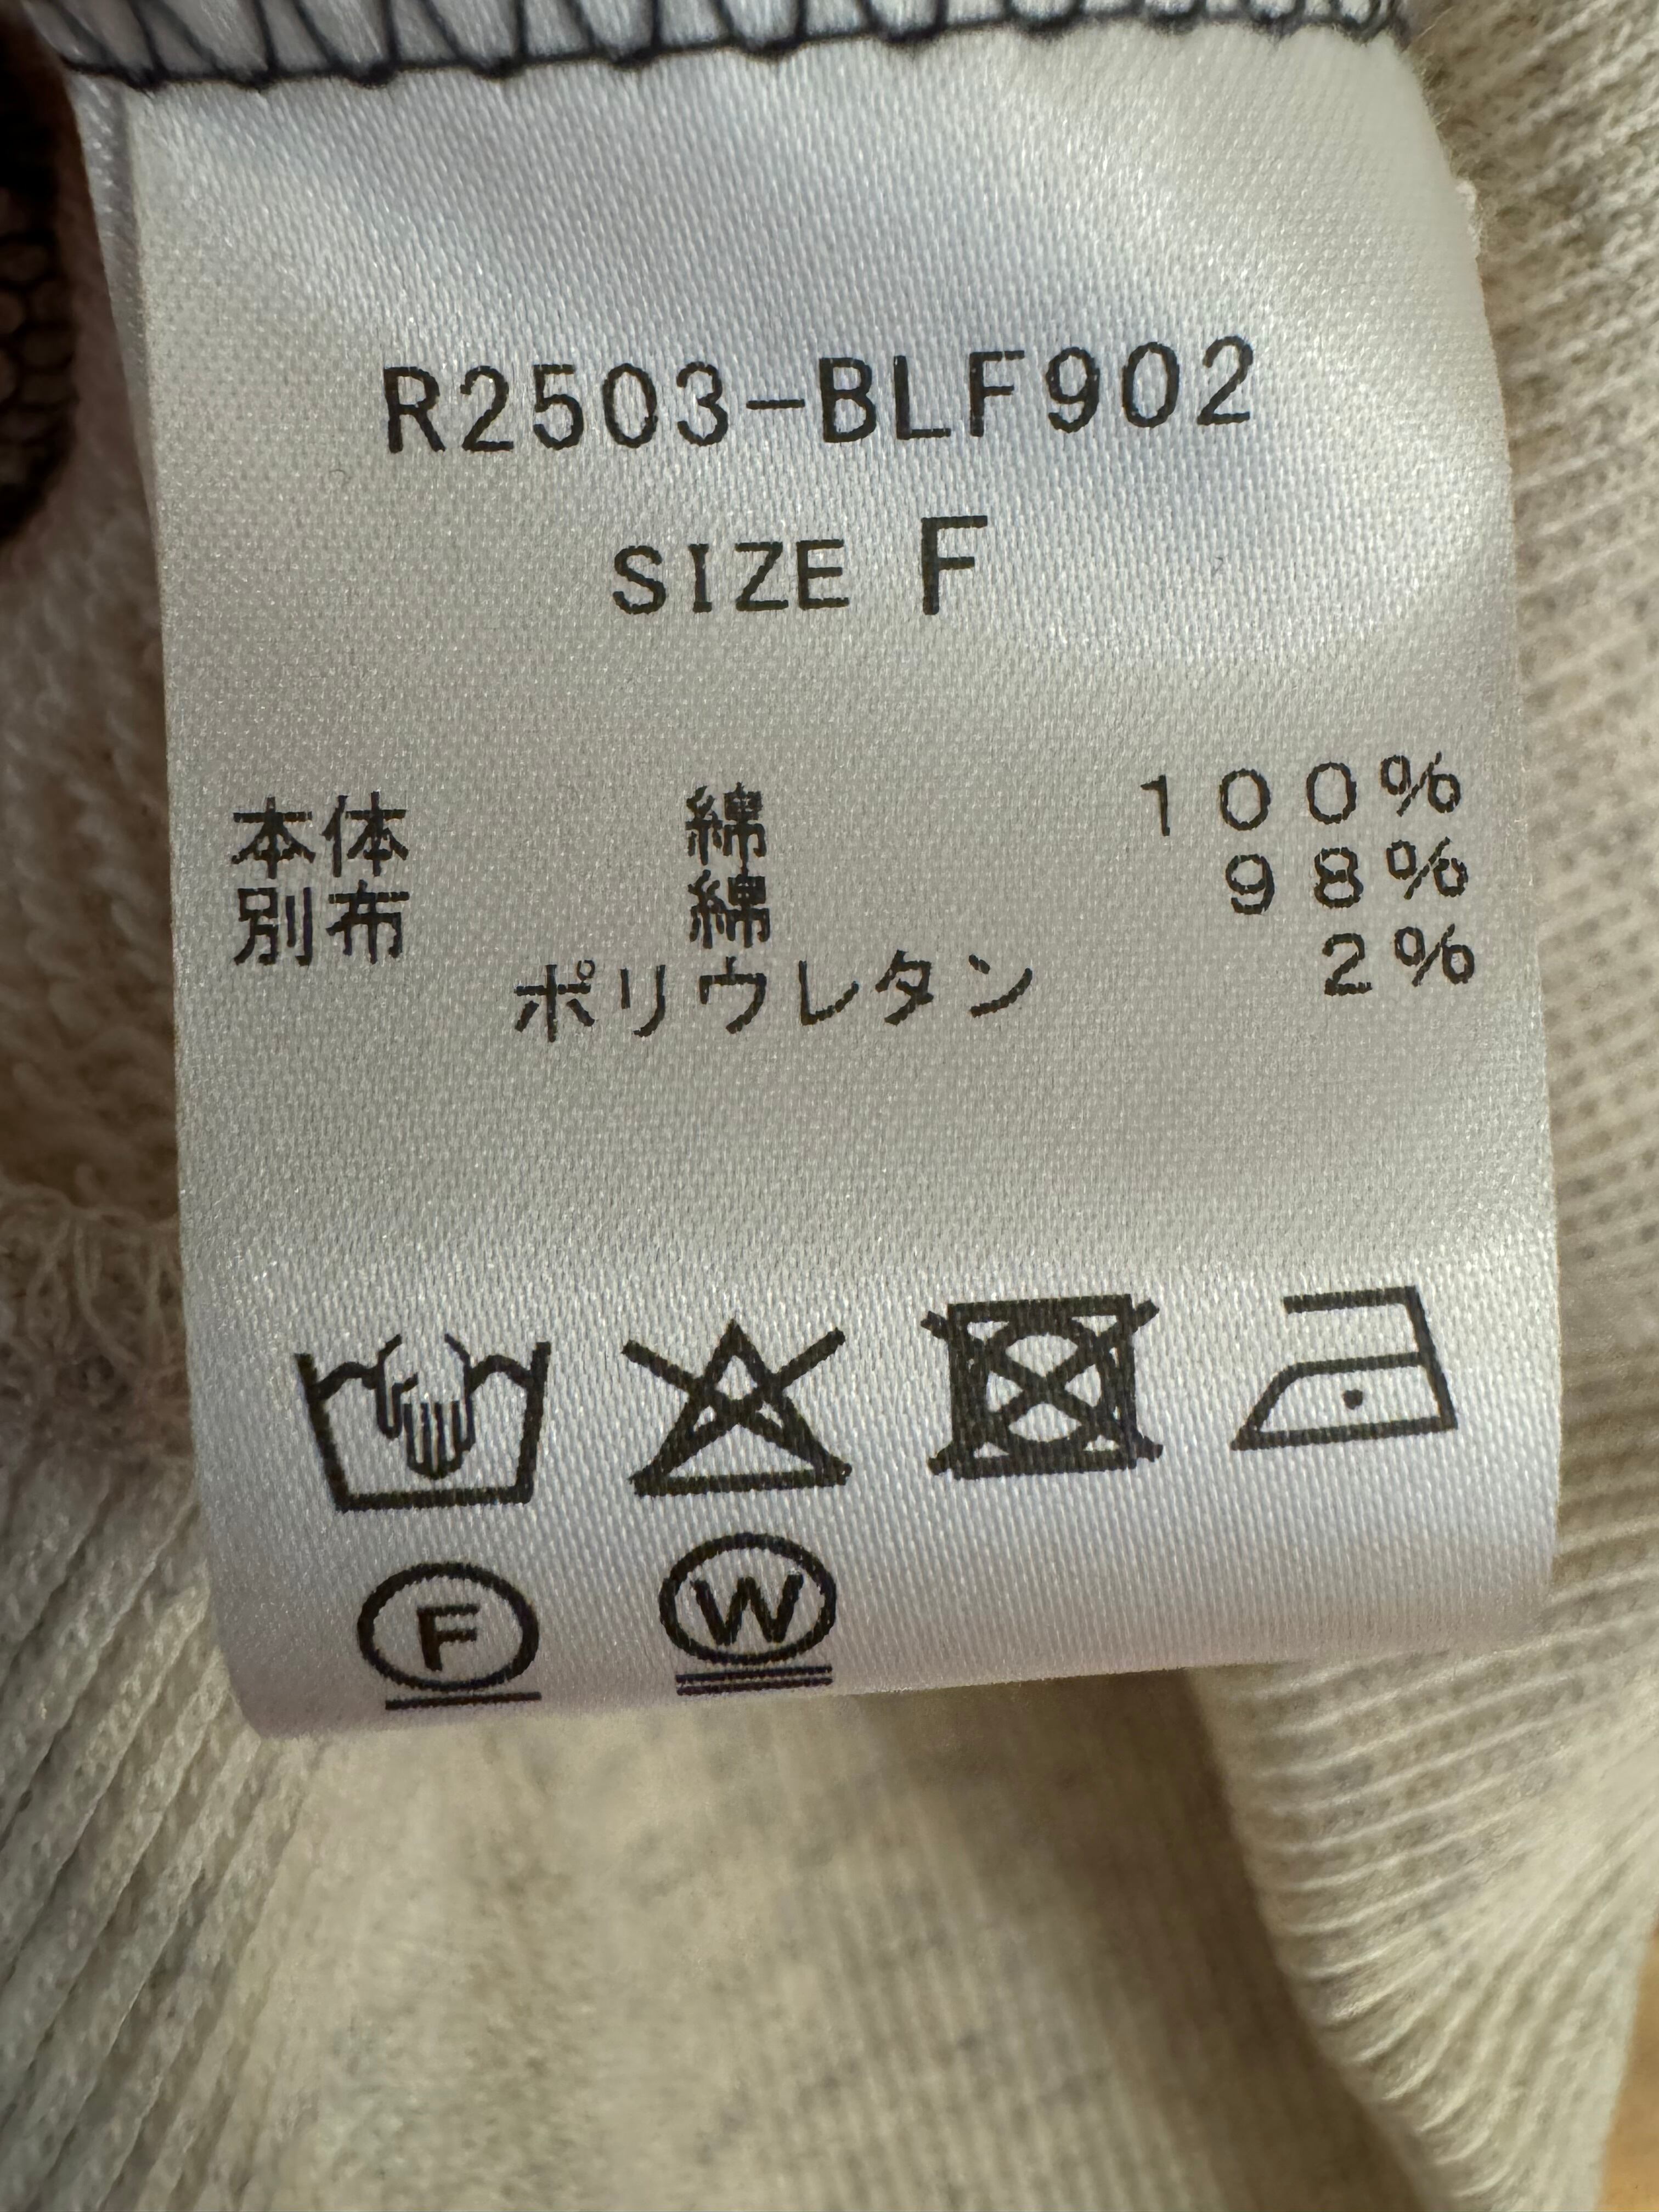 R2503-BLF902
SIZE F
本体 綿 100%
別布 綿 98%
ポリウレタン 2%
F
W